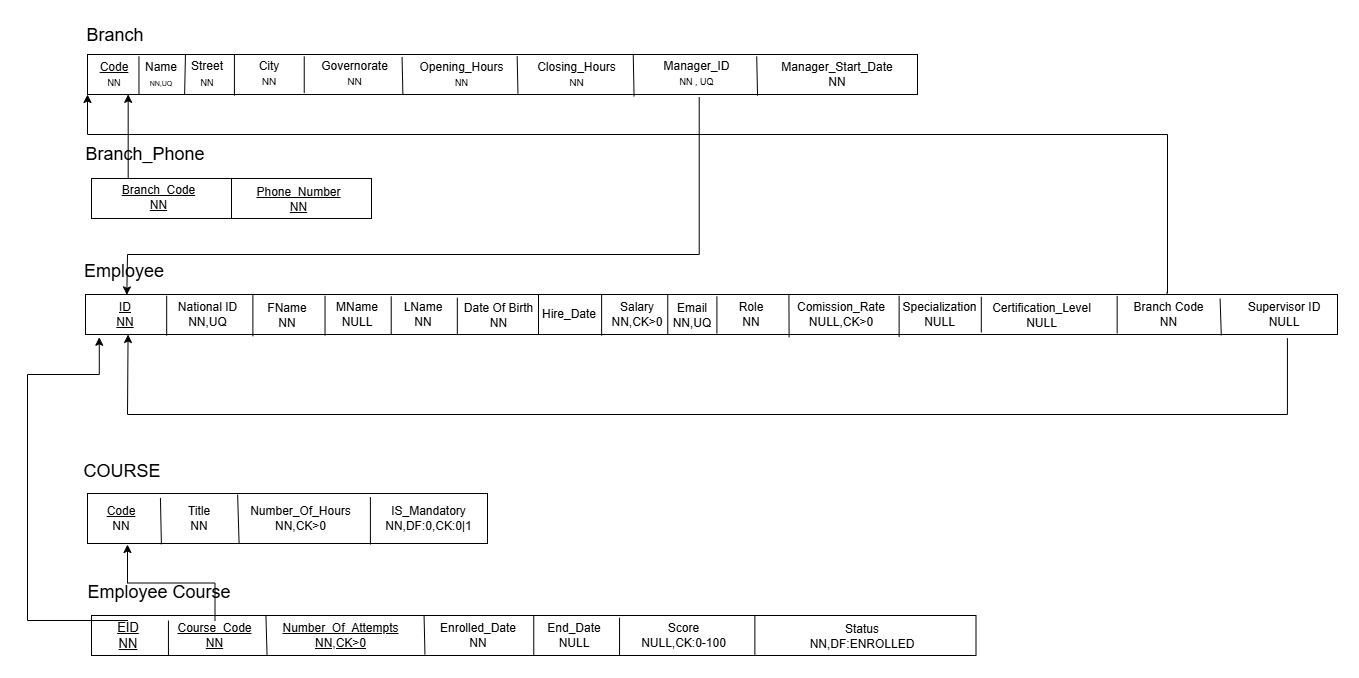 Branch
Code Name Street City Governorate Opening_Hours Closing_Hours Manager_ID Manager_Start_Date
NN NN,UQ NN NN NN NN NN NN , UQ NN
Branch_Phone
Branch_Code Phone_Number
NN NN
Employee
ID National ID FName MName LName Date Of Birth Hire_Date Salary Email Role Comission_Rate Specialization Certification_Level Branch Code Supervisor ID
NN NN,UQ NN NULL NN NN NN,CK>0 NN,UQ NN NULL,CK>0 NULL NULL NN NULL
COURSE
Code Title Number_Of_Hours IS_Mandatory
NN NN NN,CK>0 NN,DF:0,CK:0|1
Employee Course
EID Course_Code Number_Of_Attempts Enrolled_Date End_Date Score Status
NN NN NN,CK>0 NN NULL NULL,CK:0-100 NN,DF:ENROLLED